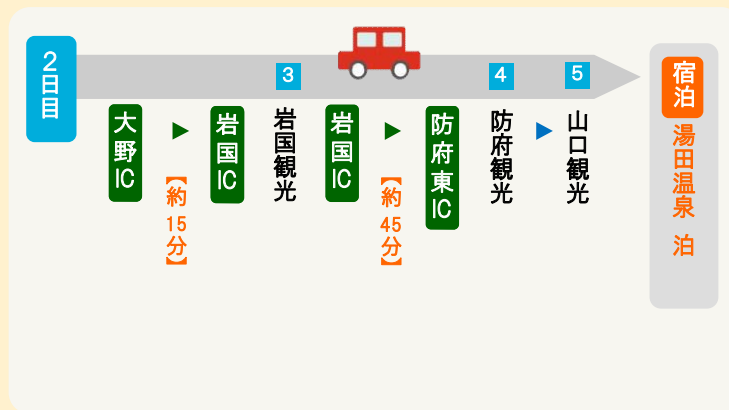 2日目
大野IC
【約15分】
岩国IC
3
岩国観光
岩国IC
【約45分】
防府東IC
4
防府観光
5
山口観光
宿泊
湯田温泉 泊